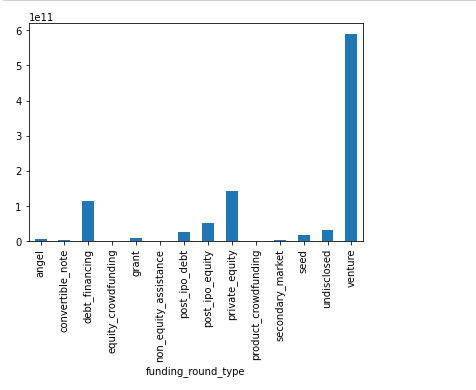 1e11
6
5
4
3
2
1
0
angel
convertible_note
debt_financing
equity_crowdfunding
grant
non_equity_assistance
post_ipo_debt
post_ipo_equity
private_equity
product_crowdfunding
secondary_market
seed
undisclosed
venture
funding_round_type